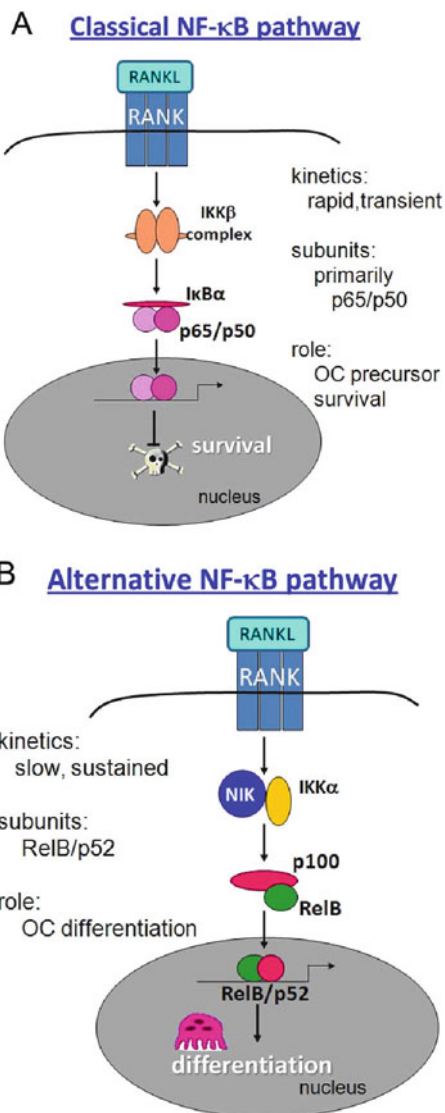 A Classical NF-κB pathway
RANKL
RANK
kinetics:
rapid,transient
IKKβ
complex
subunits:
primarily
p65/p50
IκBα
p65/p50
role:
OC precursor
survival
survival
nucleus
B Alternative NF-κB pathway
RANKL
RANK
kinetics:
slow, sustained
NIK
IKKα
subunits:
RelB/p52
p100
RelB
role:
OC differentiation
RelB/p52
differentiation
nucleus